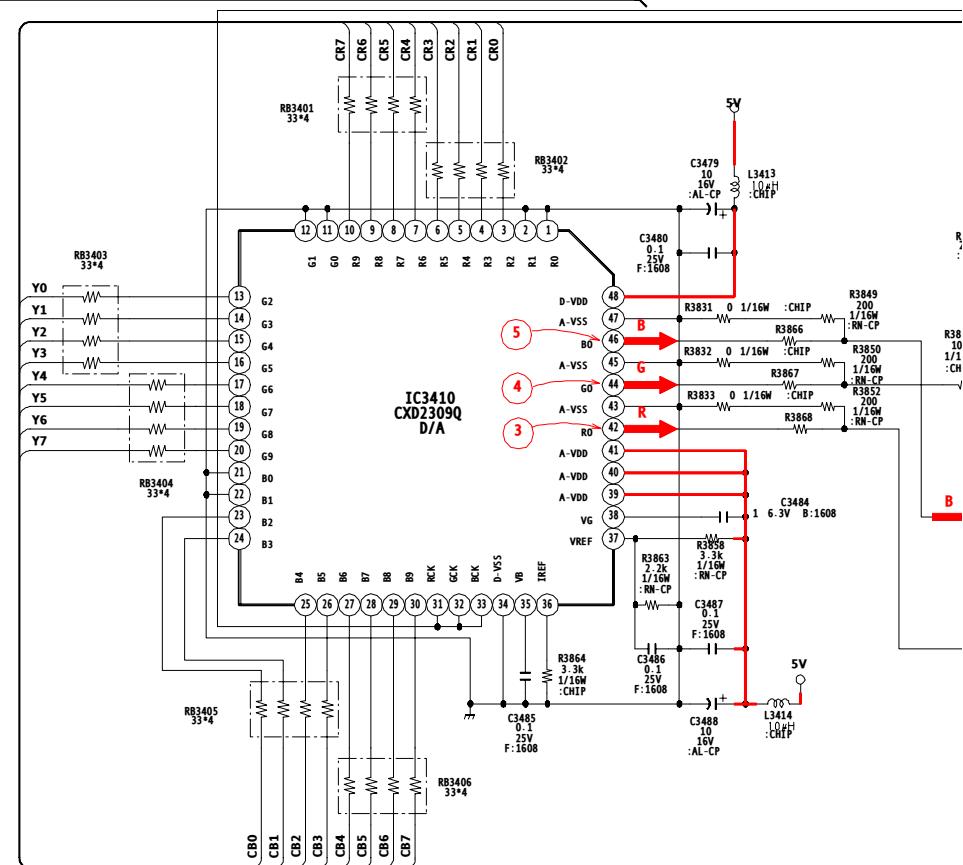 CR7 CR6 CR5 CR4 CR3 CR2 CR1 CR0
RB3401
33*4
RB3402
33*4
5V
C3479
10
16V
:AL-CP
+
L3413
10μH
:CHIP
C3480
0.1
25V
F:1608
12 11 10 9 8 7 6 5 4 3 2 1
G1 G0 R9 R8 R7 R6 R5 R4 R3 R2 R1 R0
RB3403
33*4
Y0
Y1
Y2
Y3
Y4
Y5
Y6
Y7
RB3404
33*4
13 G2
14 G3
15 G4
16 G5
17 G6
18 G7
19 G8
20 G9
21 B0
22 B1
23 B2
24 B3
IC3410
CXD2309Q
D/A
D-VDD 48
A-VSS 47
BO 46
A-VSS 45
GO 44
A-VSS 43
RO 42
A-VDD 41
A-VDD 40
A-VDD 39
VG 38
VREF 37
5
4
3
B
G
R
R3831 0 1/16W :CHIP
R3866
R3849
200
1/16W
:RN-CP
R3832 0 1/16W :CHIP
R3867
R3850
200
1/16W
:RN-CP
R3833 0 1/16W :CHIP
R3868
R3852
200
1/16W
:RN-CP
R
2
:
R38
10
1/1
:CH
B
C3484
1 6.3V B:1608
R3858
3.3k
1/16W
:RN-CP
R3863
2.2k
1/16W
:RN-CP
C3487
0.1
25V
F:1608
C3486
0.1
25V
F:1608
B4 B5 B6 B7 B8 B9 RCK GCK BCK D-VSS VB IREF
25 26 27 28 29 30 31 32 33 34 35 36
R3864
3.3k
1/16W
:CHIP
C3485
0.1
25V
F:1608
C3488
10
16V
:AL-CP
+
5V
L3414
10μH
:CHIP
RB3405
33*4
RB3406
33*4
CB0 CB1 CB2 CB3 CB4 CB5 CB6 CB7